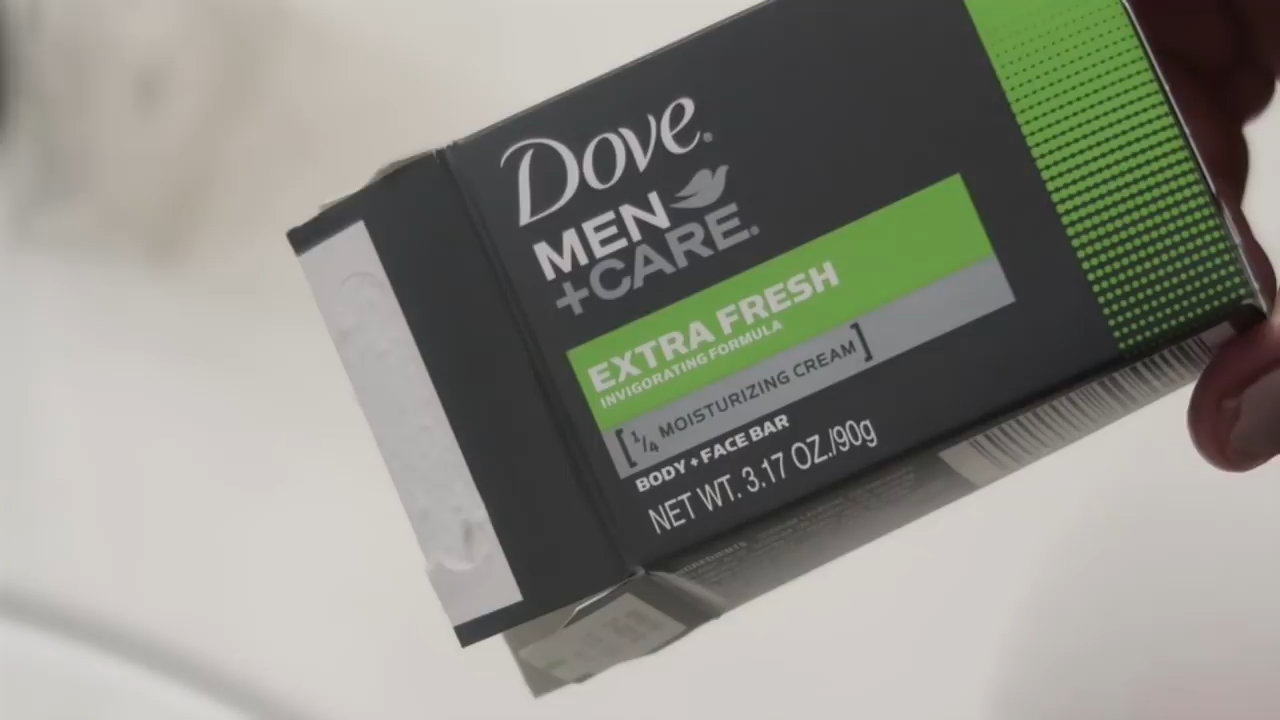 Dove®
MEN
+CARE®
EXTRA FRESH
INVIGORATING FORMULA
[¼ MOISTURIZING CREAM]
BODY + FACE BAR
NET WT. 3.17 OZ./90g
INGREDIENTS